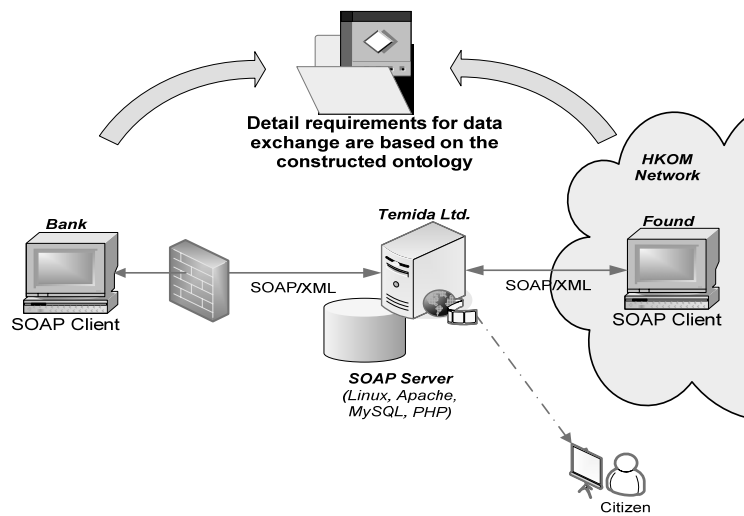 Detail requirements for data
exchange are based on the
constructed ontology
HKOM
Network
Bank
Temida Ltd.
Found
SOAP/XML
SOAP/XML
SOAP Client
SOAP Client
SOAP Server
(Linux, Apache,
MySQL, PHP)
Citizen